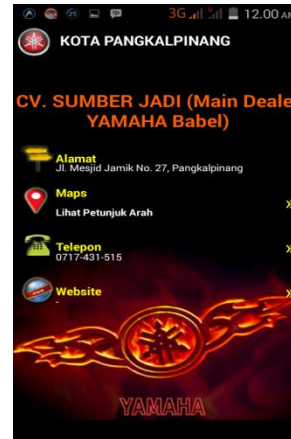 3G 12.00 AM
KOTA PANGKALPINANG
CV. SUMBER JADI (Main Deale
YAMAHA Babel)
Alamat
Jl. Mesjid Jamik No. 27, Pangkalpinang
Maps
Lihat Petunjuk Arah
Telepon
0717-431-515
Website
-
YAMAHA